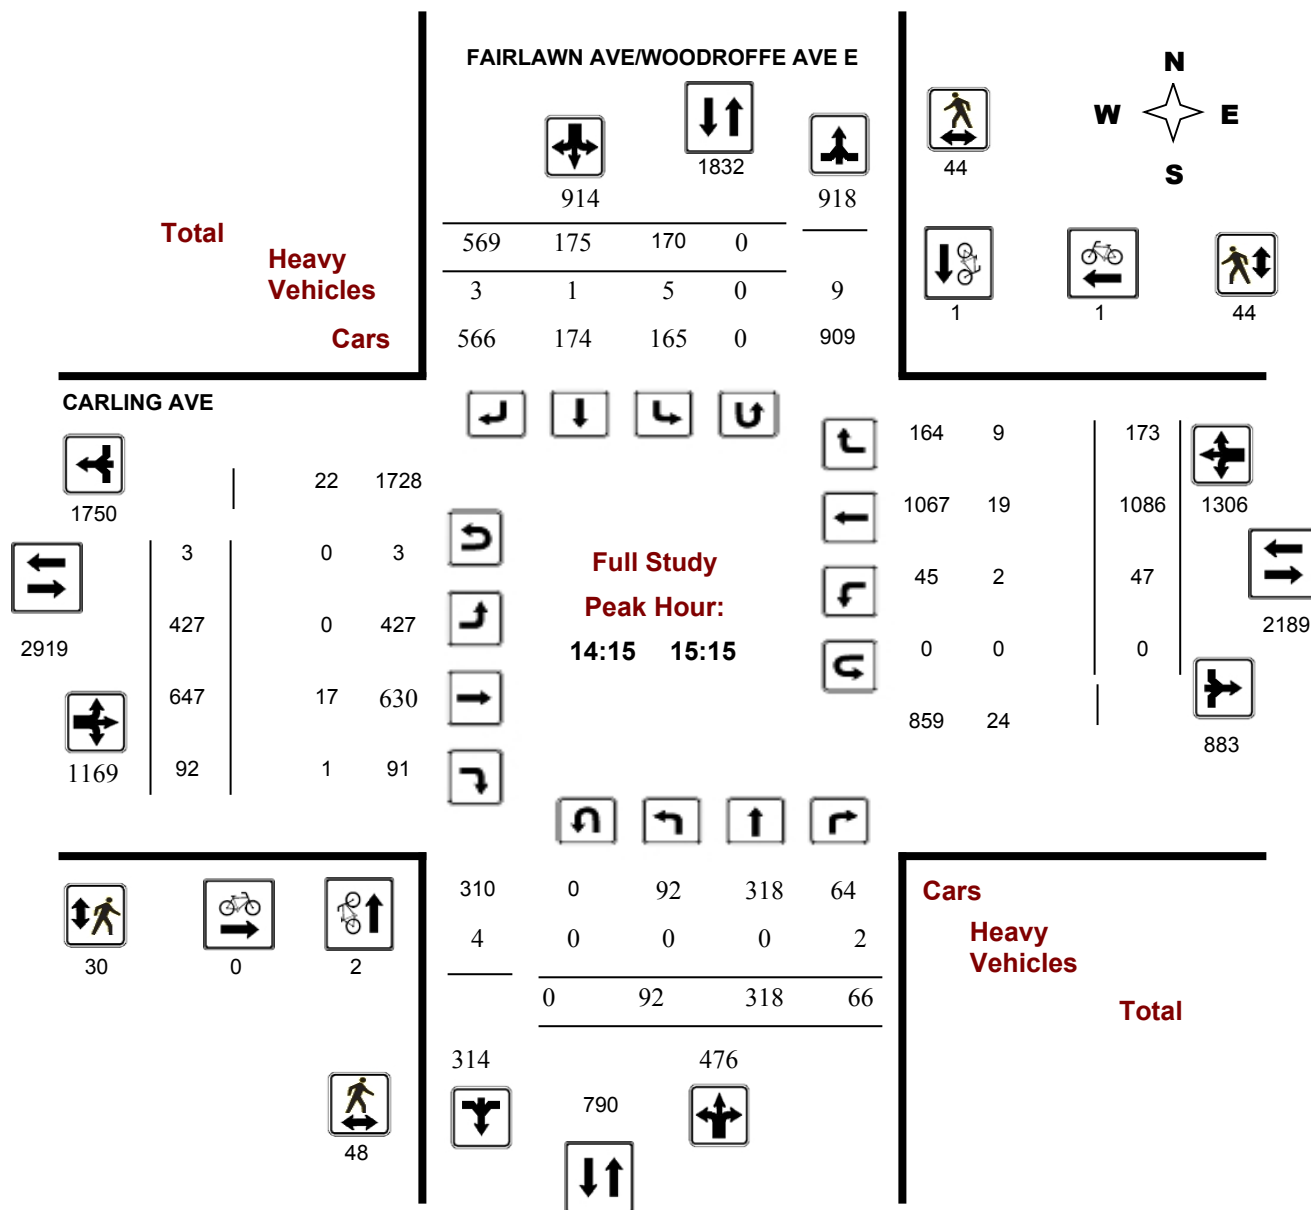 FAIRLAWN AVE/WOODROFFE AVE E
N
W E
S
1832
44
914 918
Total
569 175 170 0
Heavy
Vehicles
3 1 5 0 9
1 1 44
Cars
566 174 165 0 909
CARLING AVE
164 9 173
22 1728
1750
1067 19 1086 1306
3 0 3
Full Study
45 2 47
Peak Hour:
427 0 427
2919
14:15 15:15
0 0 0
2189
647 17 630
859 24
883
1169 92 1 91
310 0 92 318 64
Cars
4 0 0 0 2
Heavy
Vehicles
30 0 2
0 92 318 66
Total
314 476
790
48